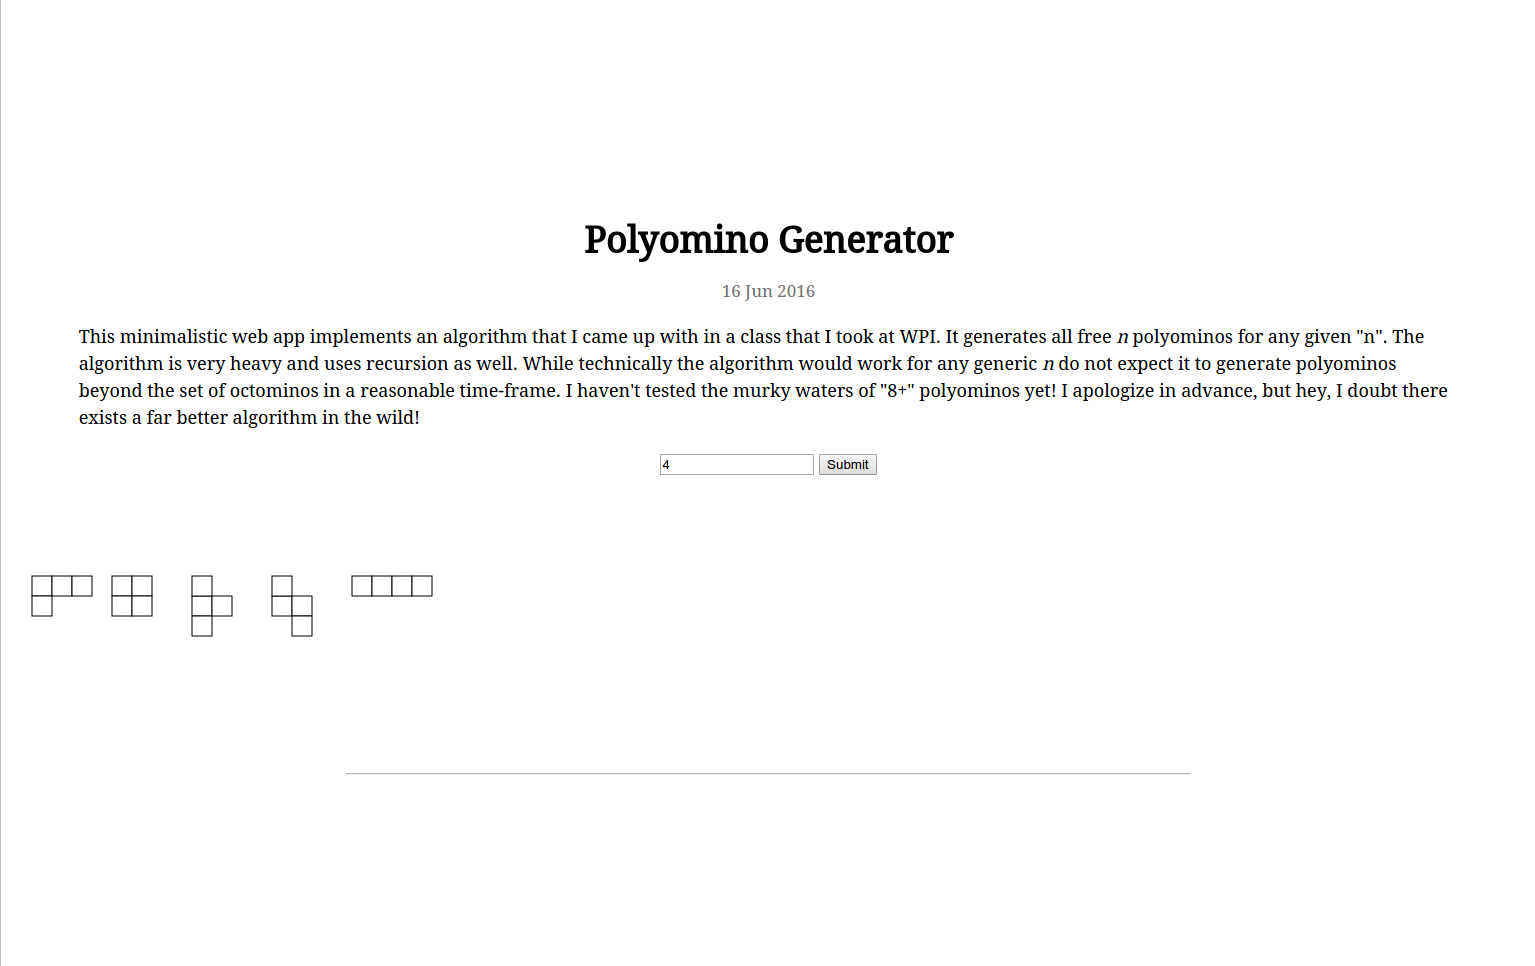 Polyomino Generator
16 Jun 2016
This minimalistic web app implements an algorithm that I came up with in a class that I took at WPI. It generates all free n polyominos for any given "n". The
algorithm is very heavy and uses recursion as well. While technically the algorithm would work for any generic n do not expect it to generate polyominos
beyond the set of octominos in a reasonable time-frame. I haven't tested the murky waters of "8+" polyominos yet! I apologize in advance, but hey, I doubt there
exists a far better algorithm in the wild!
4 Submit